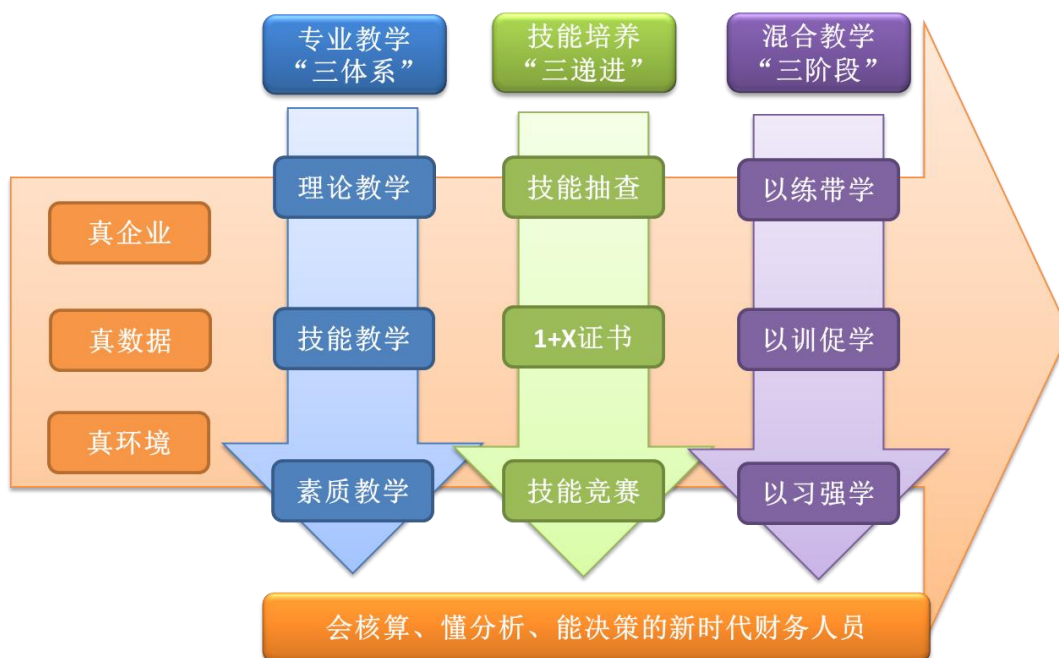 专业教学
“三体系”
技能培养
“三递进”
混合教学
“三阶段”
真企业
真数据
真环境
理论教学
技能教学
素质教学
技能抽查
1+X证书
技能竞赛
以练带学
以训促学
以习强学
会核算、懂分析、能决策的新时代财务人员